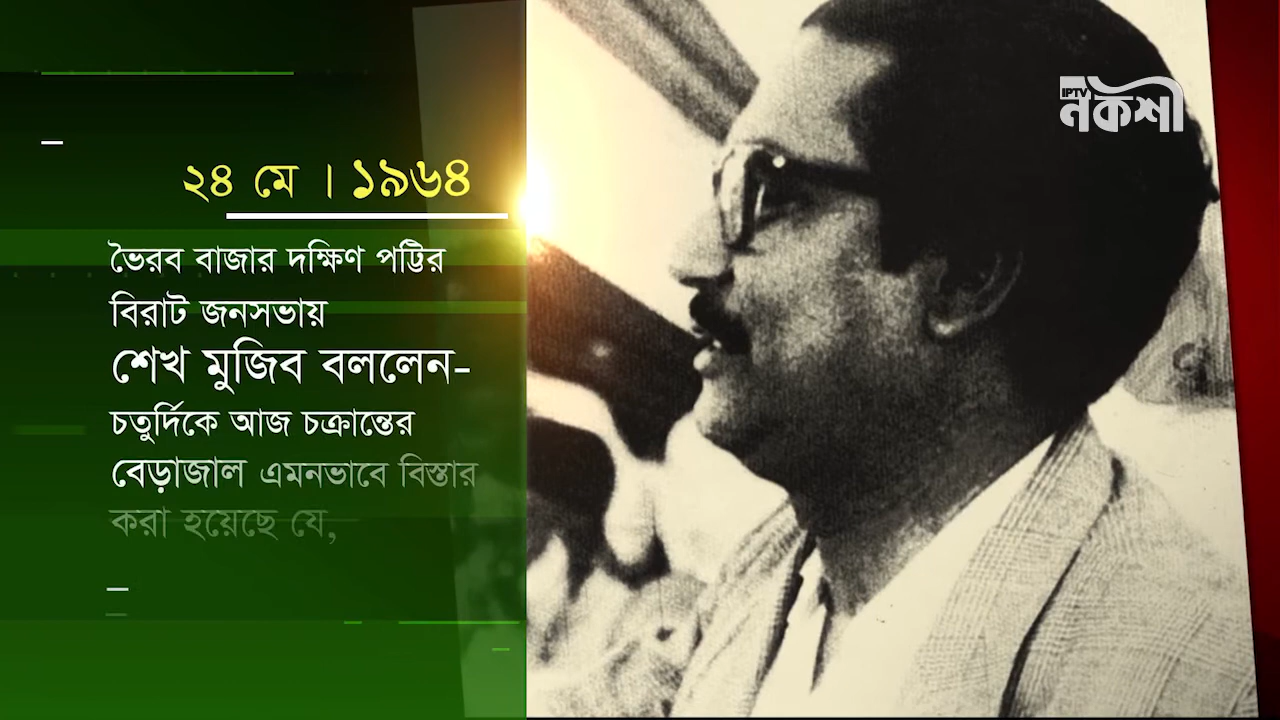 IPTV
নকশী
২৪ মে । ১৯৬৪
ভৈরব বাজার দক্ষিণ পট্টির
বিরাট জনসভায়
শেখ মুজিব বললেন-
চতুর্দিকে আজ চক্রান্তের
বেড়াজাল এমনভাবে বিস্তার
করা হয়েছে যে,